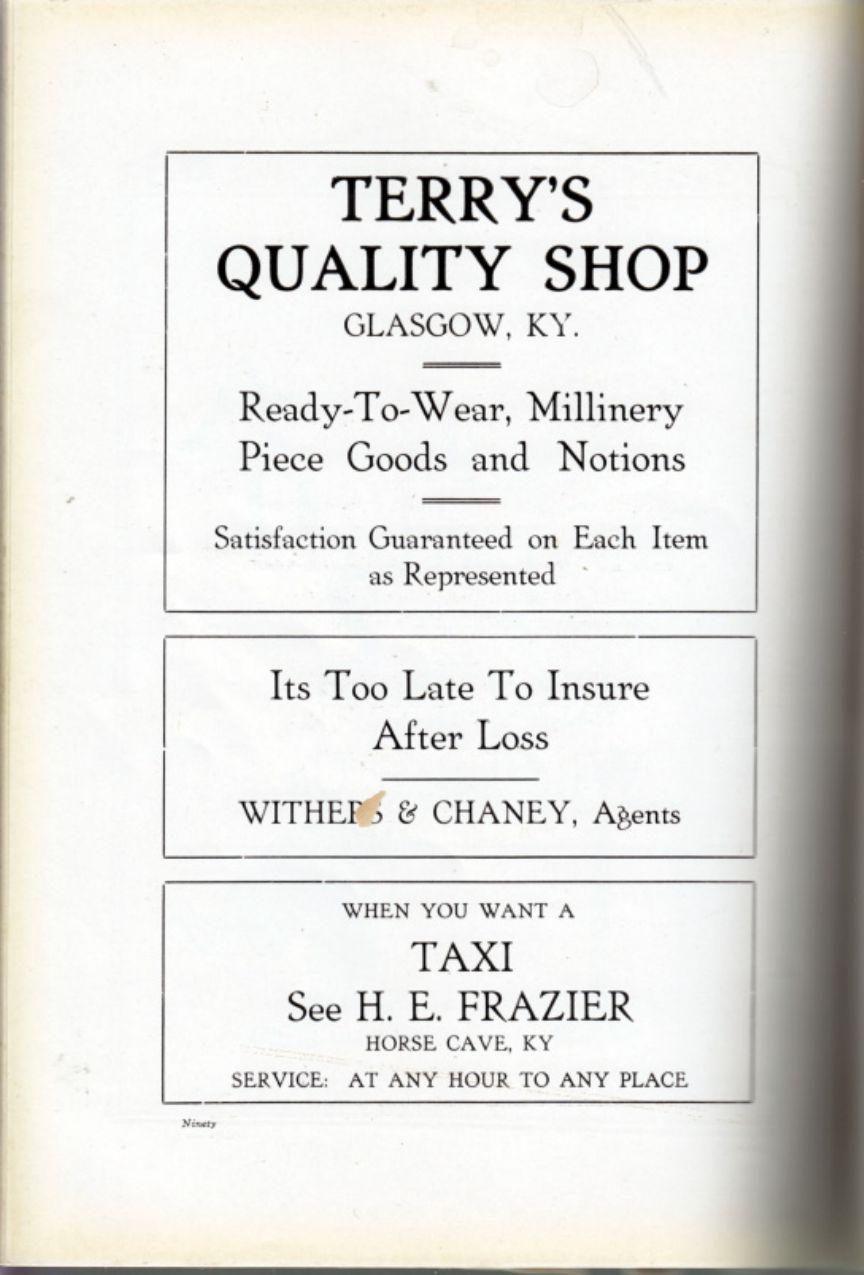 TERRY'S
QUALITY SHOP
GLASGOW, KY.
Ready-To-Wear, Millinery
Piece Goods and Notions
Satisfaction Guaranteed on Each Item
as Represented
Its Too Late To Insure
After Loss
WITHERS & CHANEY, Agents
WHEN YOU WANT A
TAXI
See H. E. FRAZIER
HORSE CAVE, KY
SERVICE: AT ANY HOUR TO ANY PLACE
Ninety